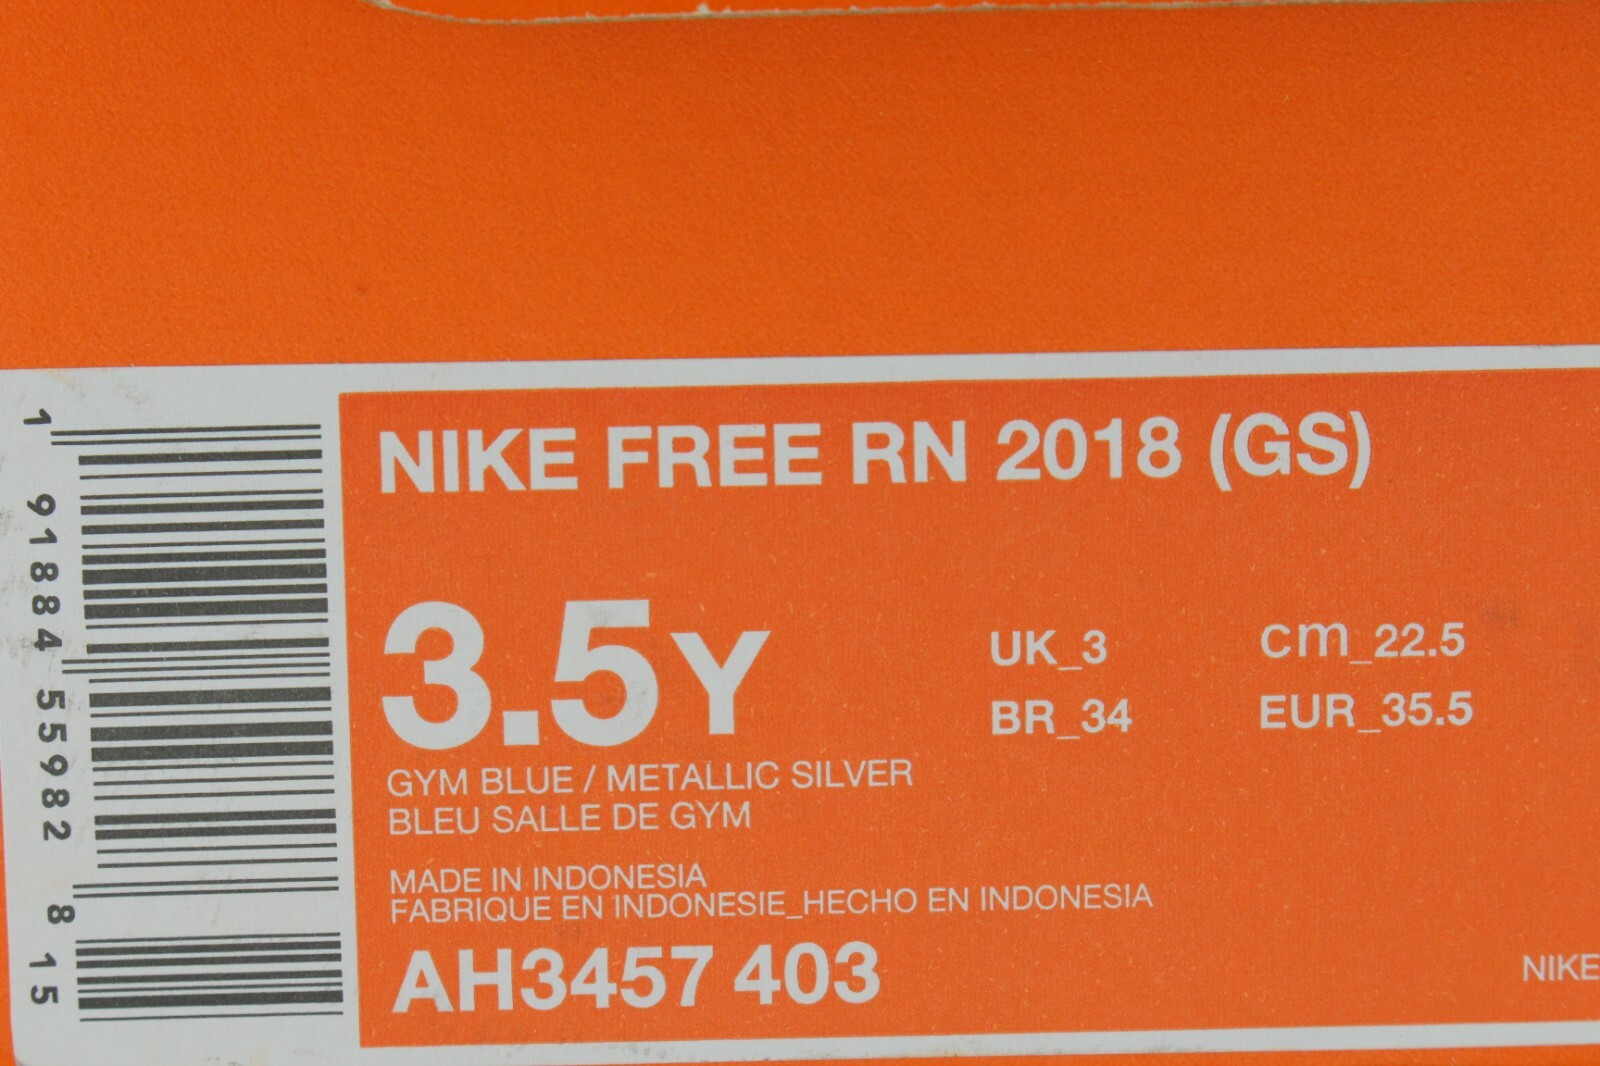 NIKE FREE RN 2018 (GS)
3.5Y
UK_3 cm_22.5
BR_34 EUR_35.5
GYM BLUE / METALLIC SILVER
BLEU SALLE DE GYM
MADE IN INDONESIA
FABRIQUE EN INDONESIE_HECHO EN INDONESIA
AH3457 403
NIKE
1 91884 55982 8 15